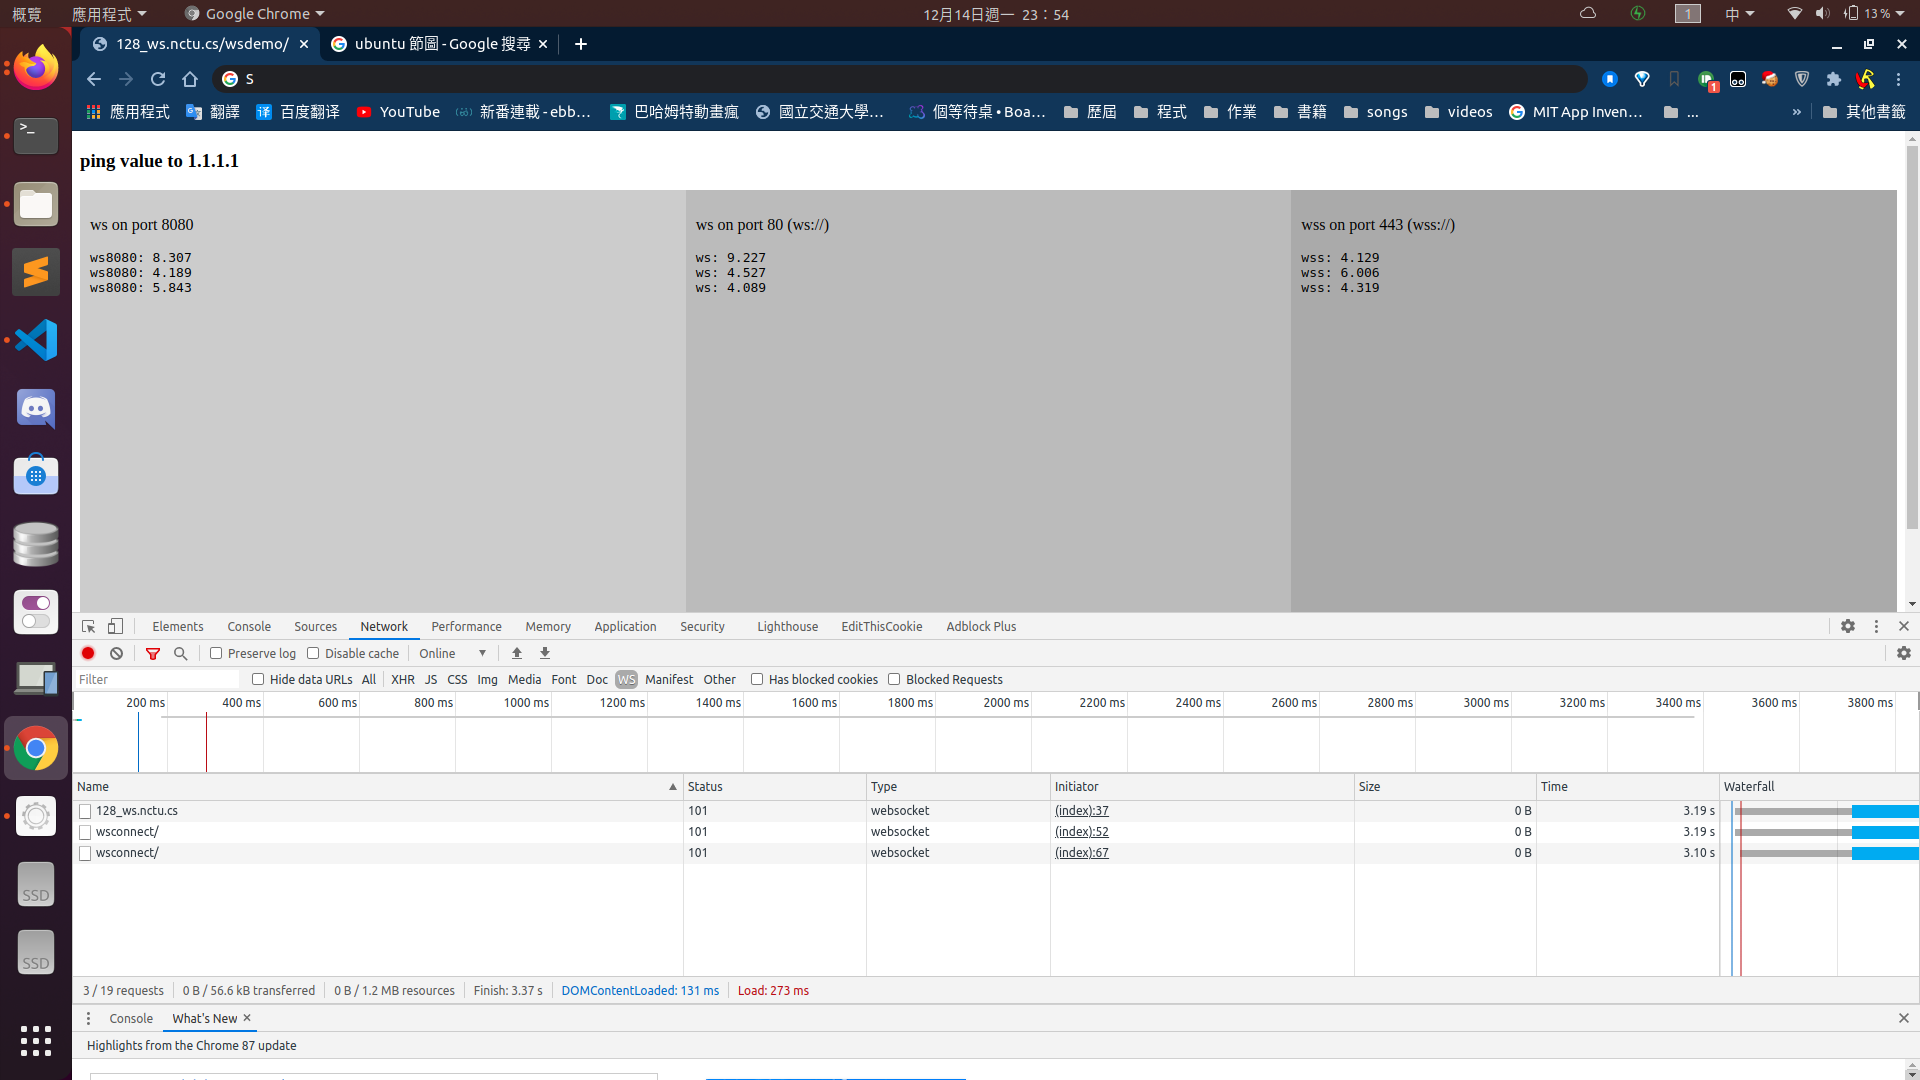 概覽 應用程式 Google Chrome 12月14日週一 23：54 1 中 13 %
128_ws.nctu.cs/wsdemo/ ubuntu 節圖 - Google 搜尋
S
應用程式 翻譯 百度翻译 YouTube 新番連載 - ebb… 巴哈姆特動畫瘋 國立交通大學… 個等待桌 • Boa… 歷屆 程式 作業 書籍 songs videos MIT App Inven… ... » 其他書籤
ping value to 1.1.1.1
ws on port 8080
ws8080: 8.307
ws8080: 4.189
ws8080: 5.843
ws on port 80 (ws://)
ws: 9.227
ws: 4.527
ws: 4.089
wss on port 443 (wss://)
wss: 4.129
wss: 6.006
wss: 4.319
Elements Console Sources Network Performance Memory Application Security Lighthouse EditThisCookie Adblock Plus
Preserve log Disable cache Online
Filter Hide data URLs All XHR JS CSS Img Media Font Doc WS Manifest Other Has blocked cookies Blocked Requests
200 ms 400 ms 600 ms 800 ms 1000 ms 1200 ms 1400 ms 1600 ms 1800 ms 2000 ms 2200 ms 2400 ms 2600 ms 2800 ms 3000 ms 3200 ms 3400 ms 3600 ms 3800 ms
Name Status Type Initiator Size Time Waterfall
128_ws.nctu.cs 101 websocket (index):37 0 B 3.19 s
wsconnect/ 101 websocket (index):52 0 B 3.19 s
wsconnect/ 101 websocket (index):67 0 B 3.10 s
3 / 19 requests 0 B / 56.6 kB transferred 0 B / 1.2 MB resources Finish: 3.37 s DOMContentLoaded: 131 ms Load: 273 ms
Console What's New
Highlights from the Chrome 87 update
SSD
SSD